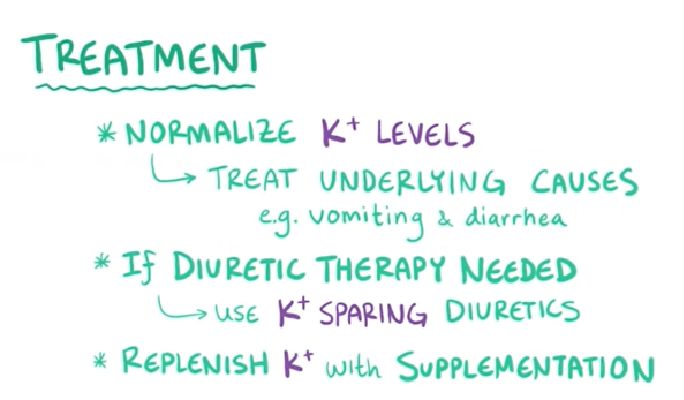 TREATMENT
* NORMALIZE K⁺ LEVELS
↳ TREAT UNDERLYING CAUSES
e.g. vomiting & diarrhea
* If DIURETIC THERAPY NEEDED
↳ USE K⁺ SPARING DIURETICS
* REPLENISH K⁺ with SUPPLEMENTATION